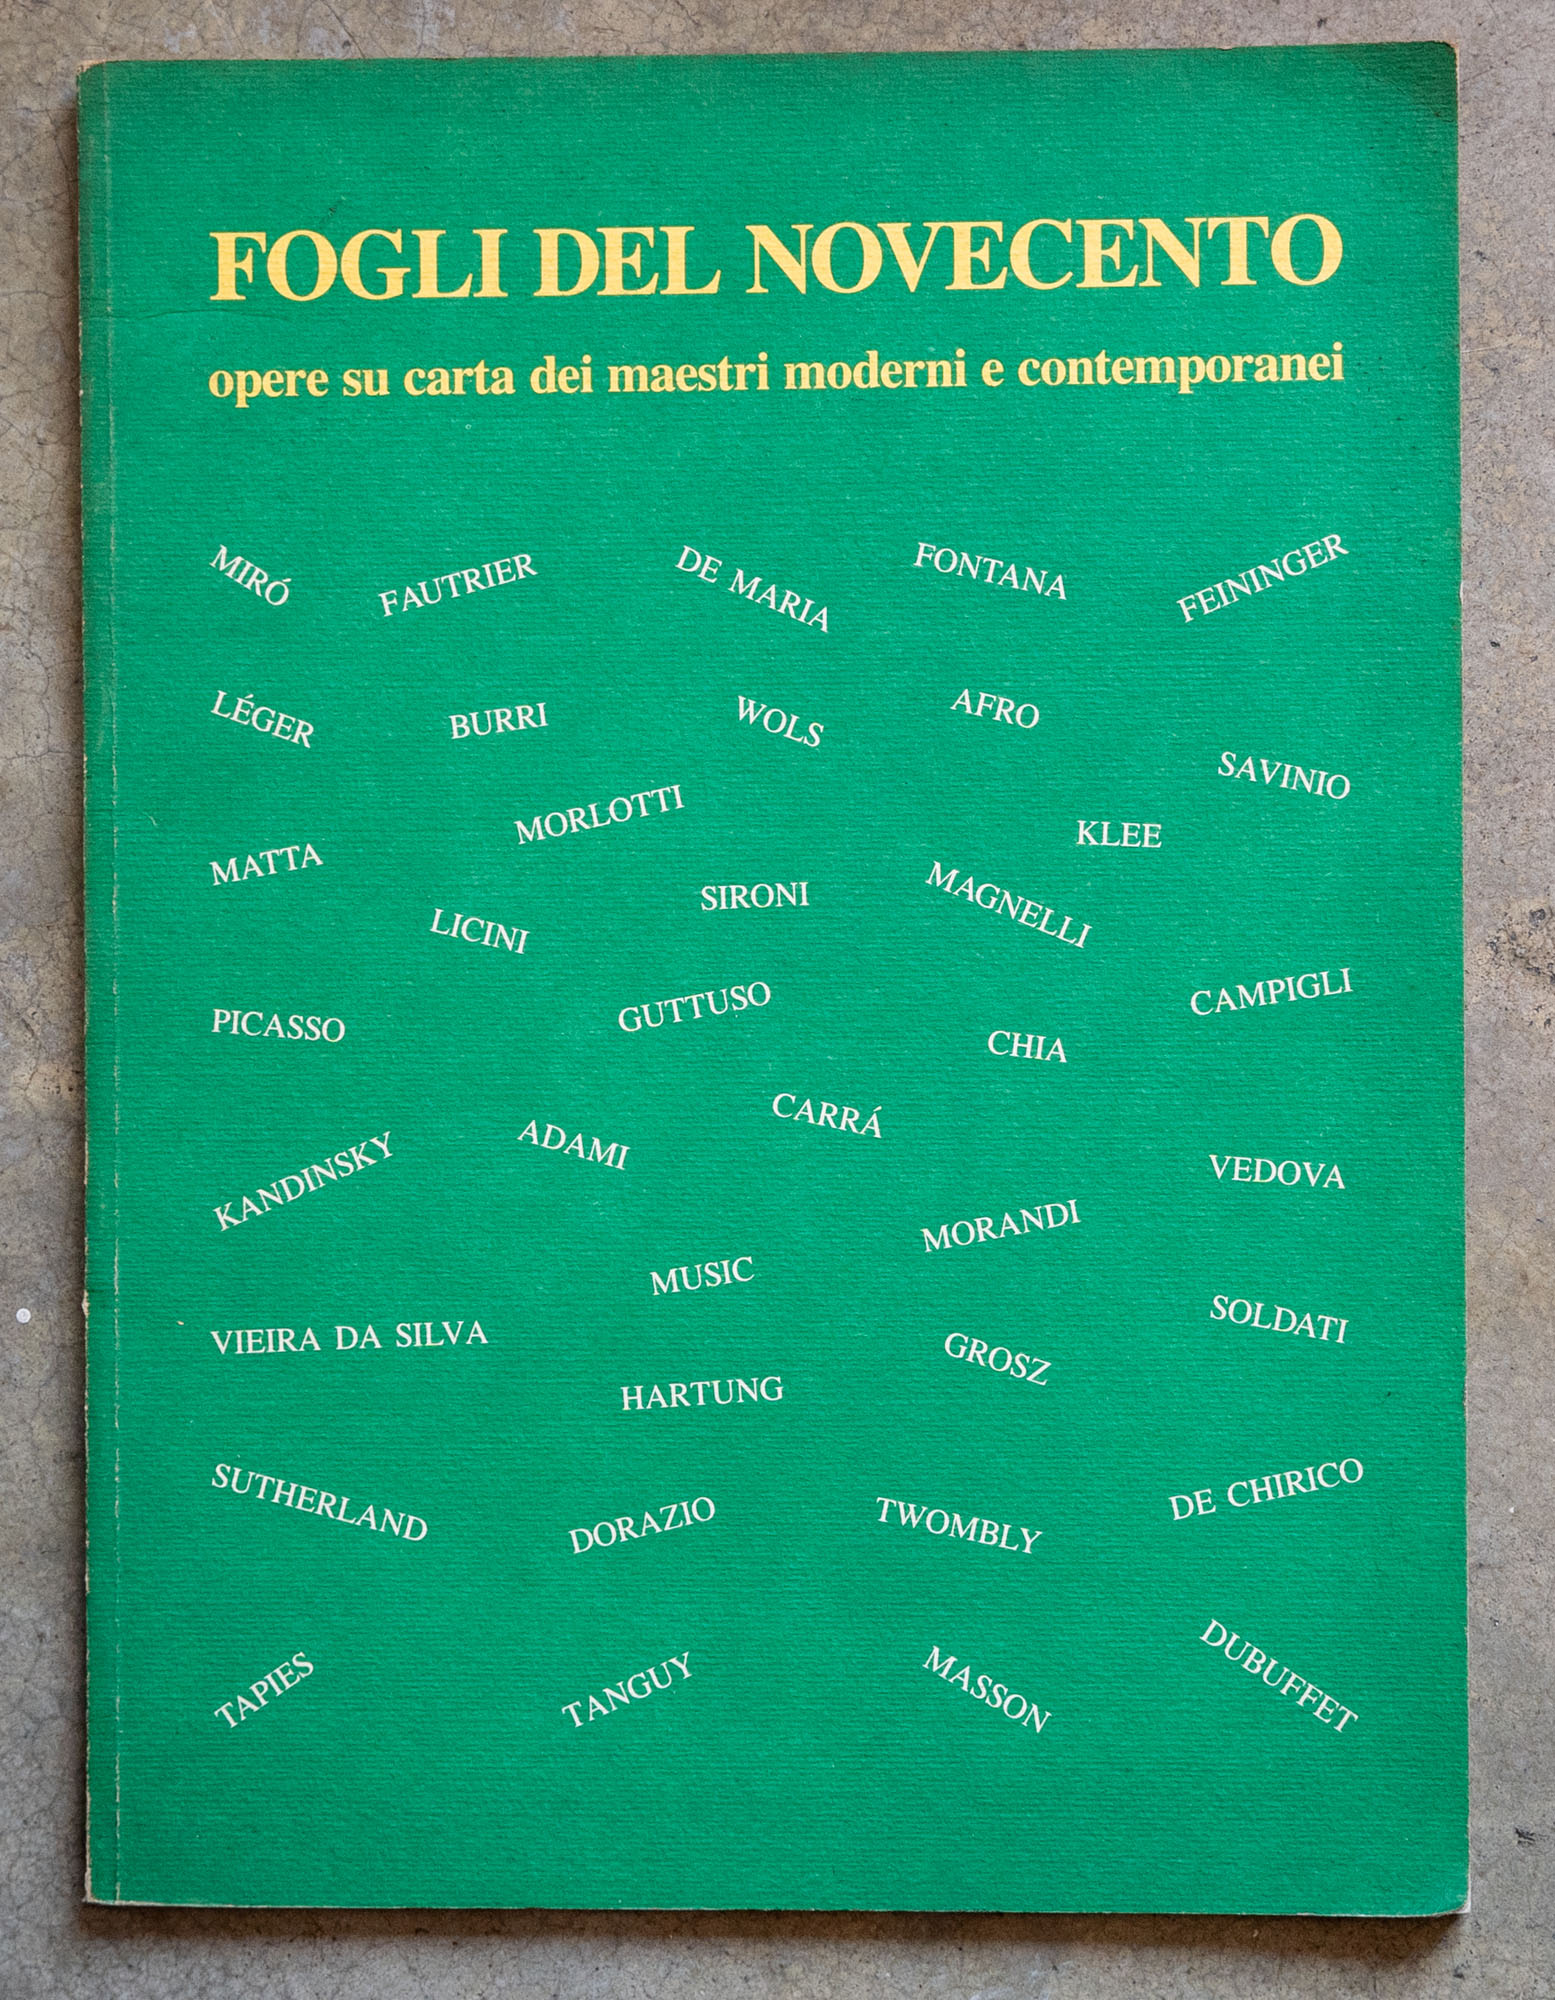 FOGLI DEL NOVECENTO
opere su carta dei maestri moderni e contemporanei
MIRÓ
FAUTRIER
DE MARIA
FONTANA
FEININGER
LÉGER
BURRI
WOLS
AFRO
SAVINIO
MORLOTTI
KLEE
MATTA
SIRONI
MAGNELLI
LICINI
CAMPIGLI
PICASSO
GUTTUSO
CHIA
CARRÁ
KANDINSKY
ADAMI
VEDOVA
MORANDI
MUSIC
SOLDATI
VIEIRA DA SILVA
GROSZ
HARTUNG
SUTHERLAND
DORAZIO
TWOMBLY
DE CHIRICO
TAPIES
TANGUY
MASSON
DUBUFFET